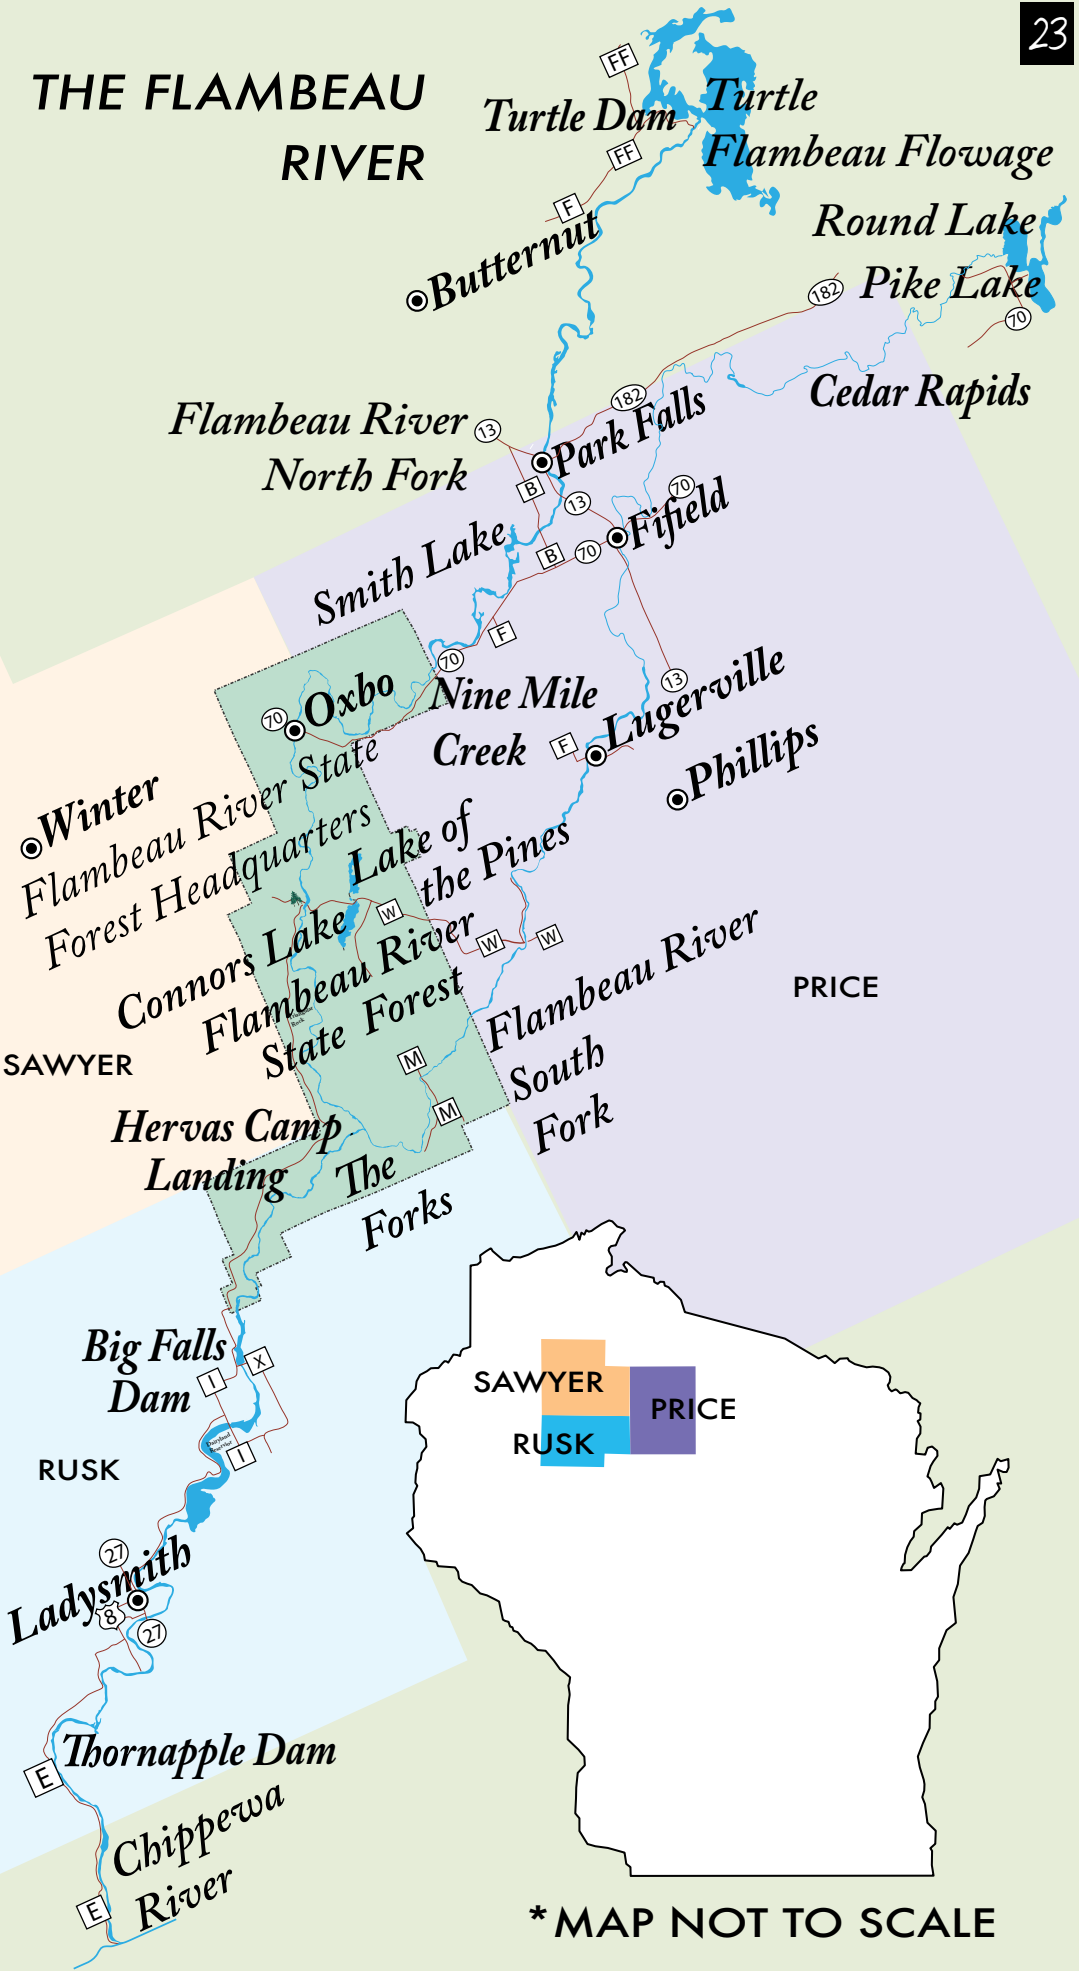 23
THE FLAMBEAU
RIVER
FF
Turtle Dam
Turtle
FF
Flambeau Flowage
F
Butternut
Round Lake
182
Pike Lake
70
Cedar Rapids
182
Flambeau River
13
North Fork
Park Falls
B
13
70
Fifield
Smith Lake
B
70
F
70
Nine Mile
Creek
13
Lugerville
F
Phillips
70
Oxbo
Winter
Flambeau River State
Forest Headquarters
Lake of
the Pines
W
W
W
Connors Lake
Flambeau River
State Forest
Flambeau River
South
Fork
PRICE
SAWYER
M
M
Hervas Camp
Landing
The
Forks
Big Falls
Dam
X
I
Dairyland
Reservoir
I
RUSK
SAWYER
PRICE
RUSK
27
Ladysmith
8
27
Thornapple Dam
E
Chippewa
River
E
*MAP NOT TO SCALE